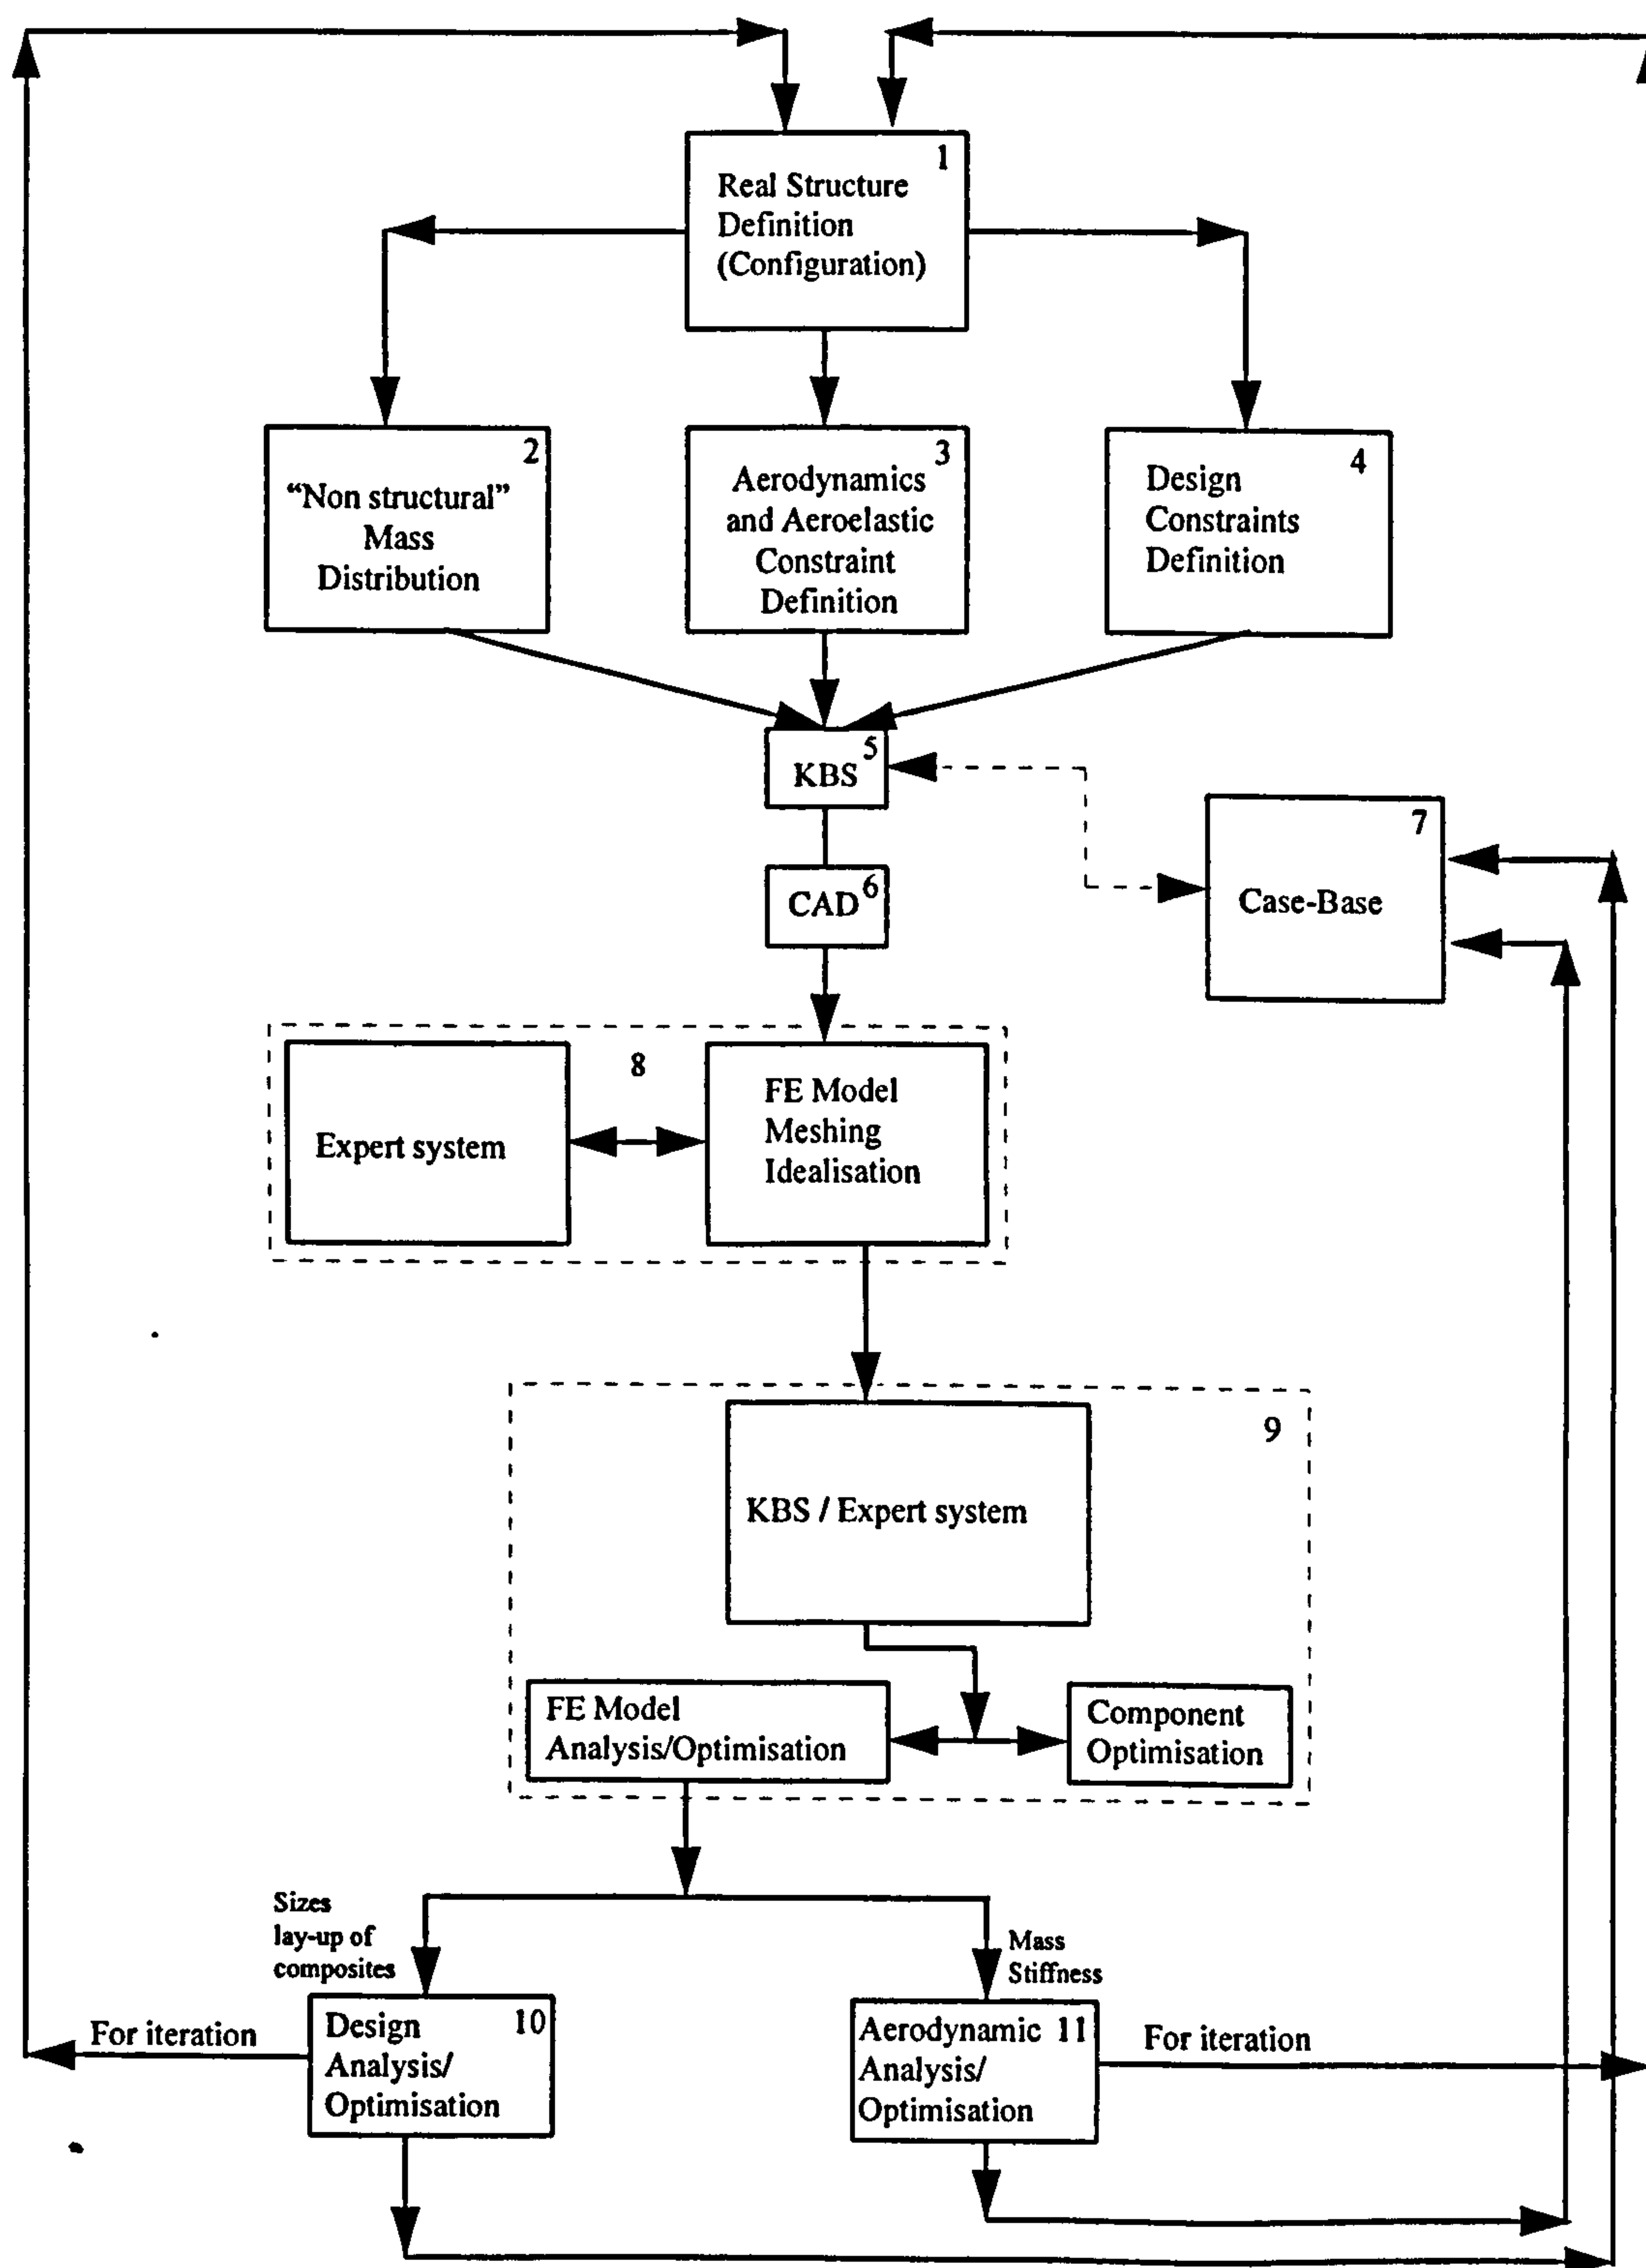 1
Real Structure
Definition
(Configuration)
2
“Non structural”
Mass
Distribution
3
Aerodynamics
and Aeroelastic
Constraint
Definition
4
Design
Constraints
Definition
5
KBS
6
CAD
7
Case-Base
8
Expert system
FE Model
Meshing
Idealisation
9
KBS / Expert system
FE Model
Analysis/Optimisation
Component
Optimisation
Sizes
lay-up of
composites
Mass
Stiffness
For iteration
Design 10
Analysis/
Optimisation
Aerodynamic 11
Analysis/
Optimisation
For iteration